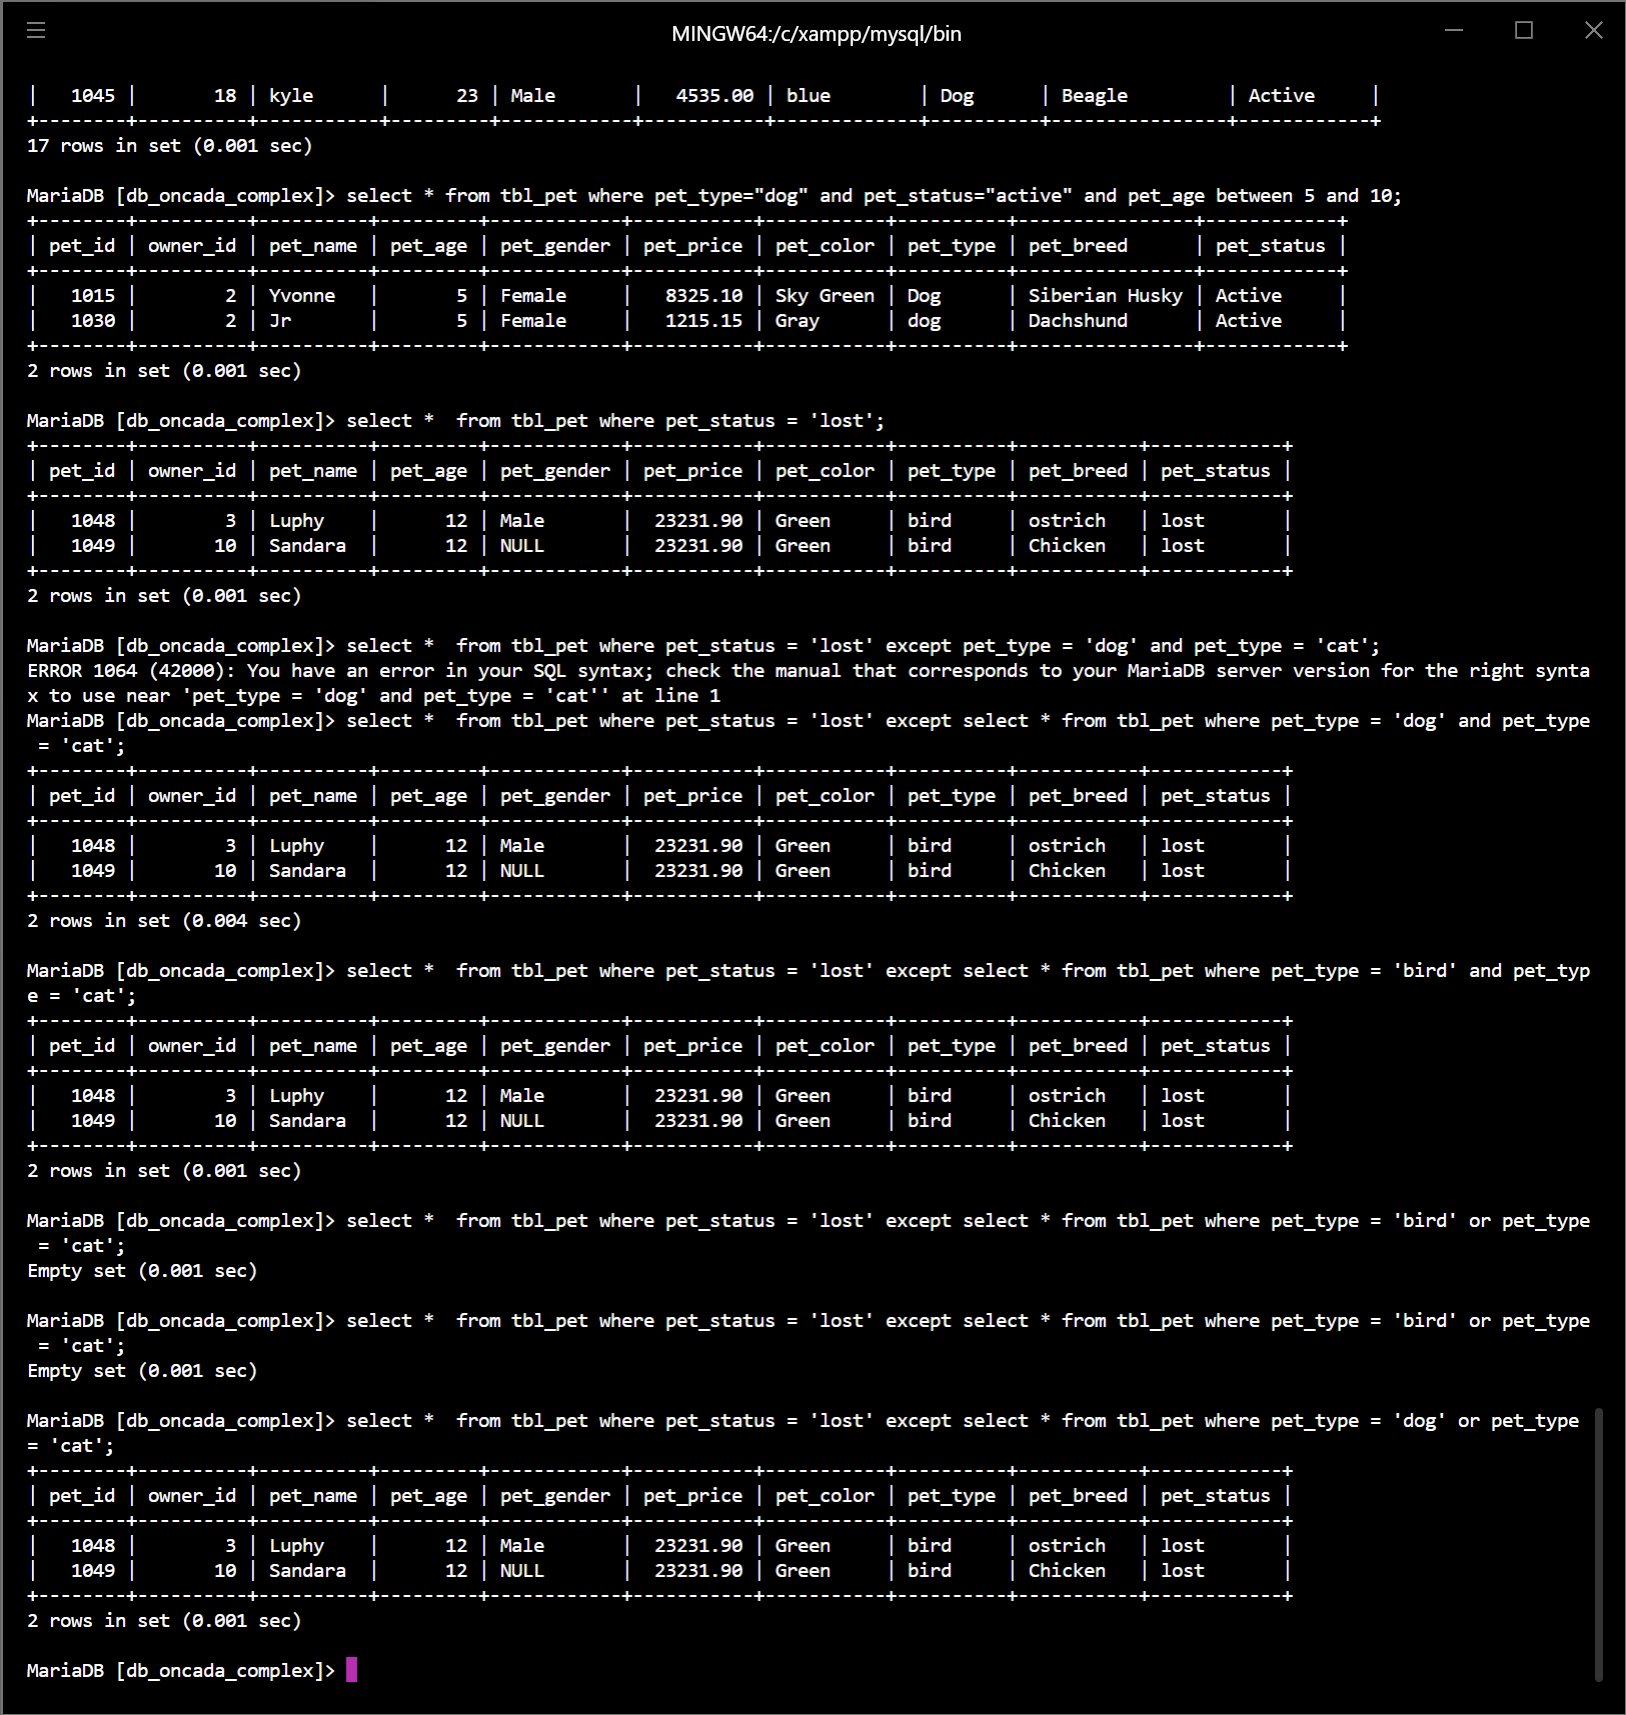 MINGW64:/c/xampp/mysql/bin
|   1045 |       18 | kyle      |      23 | Male       |   4535.00 | blue        | Dog      | Beagle         | Active     |
+--------+----------+-----------+---------+------------+-----------+-------------+----------+----------------+------------+
17 rows in set (0.001 sec)
MariaDB [db_oncada_complex]> select * from tbl_pet where pet_type="dog" and pet_status="active" and pet_age between 5 and 10;
+--------+----------+----------+---------+------------+-----------+-----------+----------+----------------+------------+
| pet_id | owner_id | pet_name | pet_age | pet_gender | pet_price | pet_color | pet_type | pet_breed      | pet_status |
+--------+----------+----------+---------+------------+-----------+-----------+----------+----------------+------------+
|   1015 |        2 | Yvonne   |       5 | Female     |   8325.10 | Sky Green | Dog      | Siberian Husky | Active     |
|   1030 |        2 | Jr       |       5 | Female     |   1215.15 | Gray      | dog      | Dachshund      | Active     |
+--------+----------+----------+---------+------------+-----------+-----------+----------+----------------+------------+
2 rows in set (0.001 sec)
MariaDB [db_oncada_complex]> select *  from tbl_pet where pet_status = 'lost';
+--------+----------+----------+---------+------------+-----------+-----------+----------+-----------+------------+
| pet_id | owner_id | pet_name | pet_age | pet_gender | pet_price | pet_color | pet_type | pet_breed | pet_status |
+--------+----------+----------+---------+------------+-----------+-----------+----------+-----------+------------+
|   1048 |        3 | Luphy    |      12 | Male       |  23231.90 | Green     | bird     | ostrich   | lost       |
|   1049 |       10 | Sandara  |      12 | NULL       |  23231.90 | Green     | bird     | Chicken   | lost       |
+--------+----------+----------+---------+------------+-----------+-----------+----------+-----------+------------+
2 rows in set (0.001 sec)
MariaDB [db_oncada_complex]> select *  from tbl_pet where pet_status = 'lost' except pet_type = 'dog' and pet_type = 'cat';
ERROR 1064 (42000): You have an error in your SQL syntax; check the manual that corresponds to your MariaDB server version for the right synta
x to use near 'pet_type = 'dog' and pet_type = 'cat'' at line 1
MariaDB [db_oncada_complex]> select *  from tbl_pet where pet_status = 'lost' except select * from tbl_pet where pet_type = 'dog' and pet_type
 = 'cat';
+--------+----------+----------+---------+------------+-----------+-----------+----------+-----------+------------+
| pet_id | owner_id | pet_name | pet_age | pet_gender | pet_price | pet_color | pet_type | pet_breed | pet_status |
+--------+----------+----------+---------+------------+-----------+-----------+----------+-----------+------------+
|   1048 |        3 | Luphy    |      12 | Male       |  23231.90 | Green     | bird     | ostrich   | lost       |
|   1049 |       10 | Sandara  |      12 | NULL       |  23231.90 | Green     | bird     | Chicken   | lost       |
+--------+----------+----------+---------+------------+-----------+-----------+----------+-----------+------------+
2 rows in set (0.004 sec)
MariaDB [db_oncada_complex]> select *  from tbl_pet where pet_status = 'lost' except select * from tbl_pet where pet_type = 'bird' and pet_typ
e = 'cat';
+--------+----------+----------+---------+------------+-----------+-----------+----------+-----------+------------+
| pet_id | owner_id | pet_name | pet_age | pet_gender | pet_price | pet_color | pet_type | pet_breed | pet_status |
+--------+----------+----------+---------+------------+-----------+-----------+----------+-----------+------------+
|   1048 |        3 | Luphy    |      12 | Male       |  23231.90 | Green     | bird     | ostrich   | lost       |
|   1049 |       10 | Sandara  |      12 | NULL       |  23231.90 | Green     | bird     | Chicken   | lost       |
+--------+----------+----------+---------+------------+-----------+-----------+----------+-----------+------------+
2 rows in set (0.001 sec)
MariaDB [db_oncada_complex]> select *  from tbl_pet where pet_status = 'lost' except select * from tbl_pet where pet_type = 'bird' or pet_type
 = 'cat';
Empty set (0.001 sec)
MariaDB [db_oncada_complex]> select *  from tbl_pet where pet_status = 'lost' except select * from tbl_pet where pet_type = 'bird' or pet_type
 = 'cat';
Empty set (0.001 sec)
MariaDB [db_oncada_complex]> select *  from tbl_pet where pet_status = 'lost' except select * from tbl_pet where pet_type = 'dog' or pet_type
= 'cat';
+--------+----------+----------+---------+------------+-----------+-----------+----------+-----------+------------+
| pet_id | owner_id | pet_name | pet_age | pet_gender | pet_price | pet_color | pet_type | pet_breed | pet_status |
+--------+----------+----------+---------+------------+-----------+-----------+----------+-----------+------------+
|   1048 |        3 | Luphy    |      12 | Male       |  23231.90 | Green     | bird     | ostrich   | lost       |
|   1049 |       10 | Sandara  |      12 | NULL       |  23231.90 | Green     | bird     | Chicken   | lost       |
+--------+----------+----------+---------+------------+-----------+-----------+----------+-----------+------------+
2 rows in set (0.001 sec)
MariaDB [db_oncada_complex]>